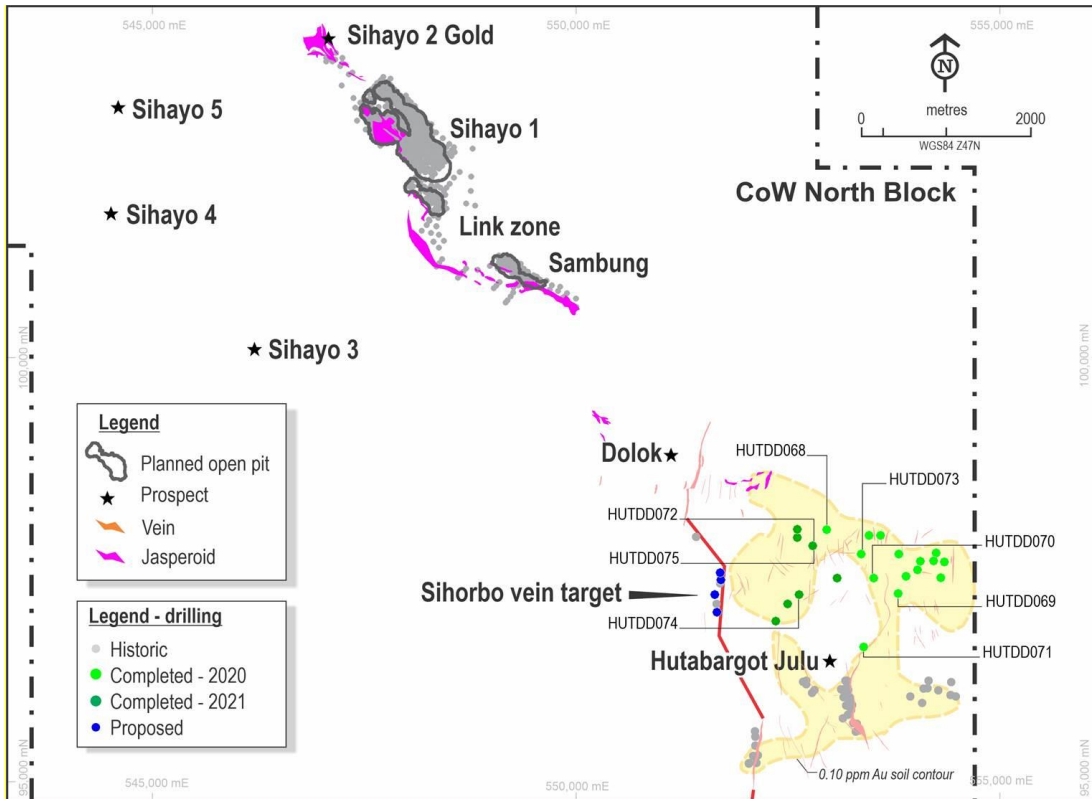 545,000 mE
550,000 mE
555,000 mE
Sihayo 2 Gold
N
metres
0
2000
WGS84 Z47N
Sihayo 5
Sihayo 1
CoW North Block
Sihayo 4
Link zone
Sambung
Sihayo 3
100,000 mN
100,000 mN
Legend
Planned open pit
Prospect
Vein
Jasperoid
Legend - drilling
Historic
Completed - 2020
Completed - 2021
Proposed
Dolok
HUTDD068
HUTDD073
HUTDD072
HUTDD070
HUTDD075
Sihorbo vein target
HUTDD069
HUTDD074
HUTDD071
Hutabargot Julu
0.10 ppm Au soil contour
95,000 mN
95,000 mN
545,000 mE
550,000 mE
555,000 mE